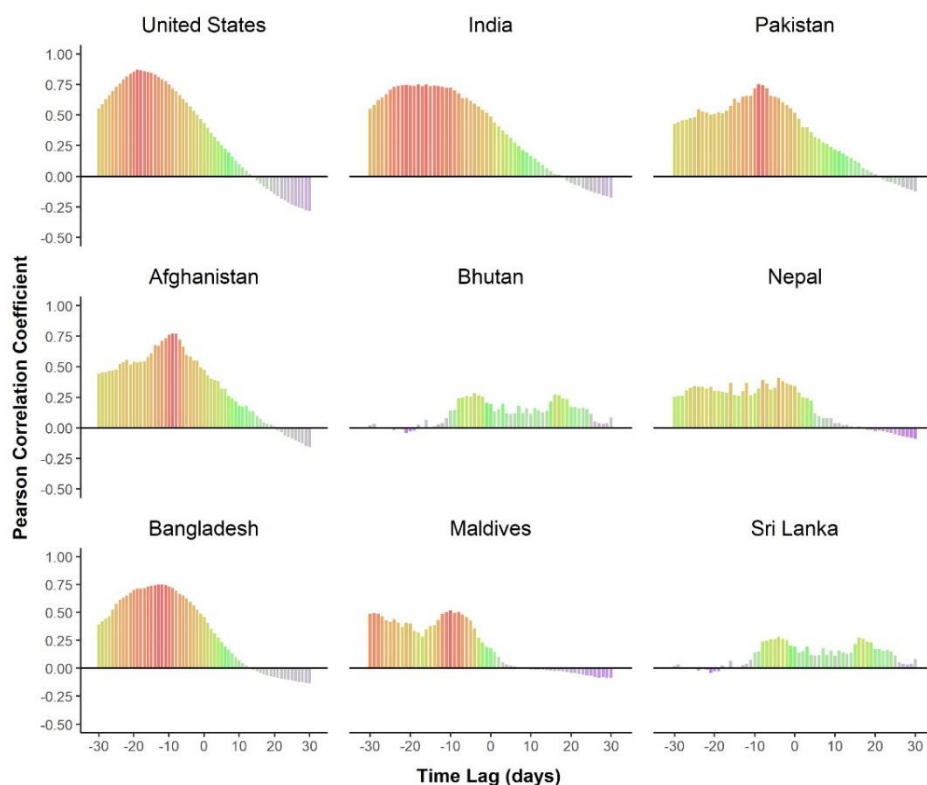 United States
India
Pakistan
1.00
0.75
0.50
0.25
0.00
-0.25
-0.50
Afghanistan
Bhutan
Nepal
1.00
0.75
0.50
0.25
0.00
-0.25
-0.50
Pearson Correlation Coefficient
Bangladesh
Maldives
Sri Lanka
1.00
0.75
0.50
0.25
0.00
-0.25
-0.50
-30 -20 -10 0 10 20 30
-30 -20 -10 0 10 20 30
-30 -20 -10 0 10 20 30
Time Lag (days)